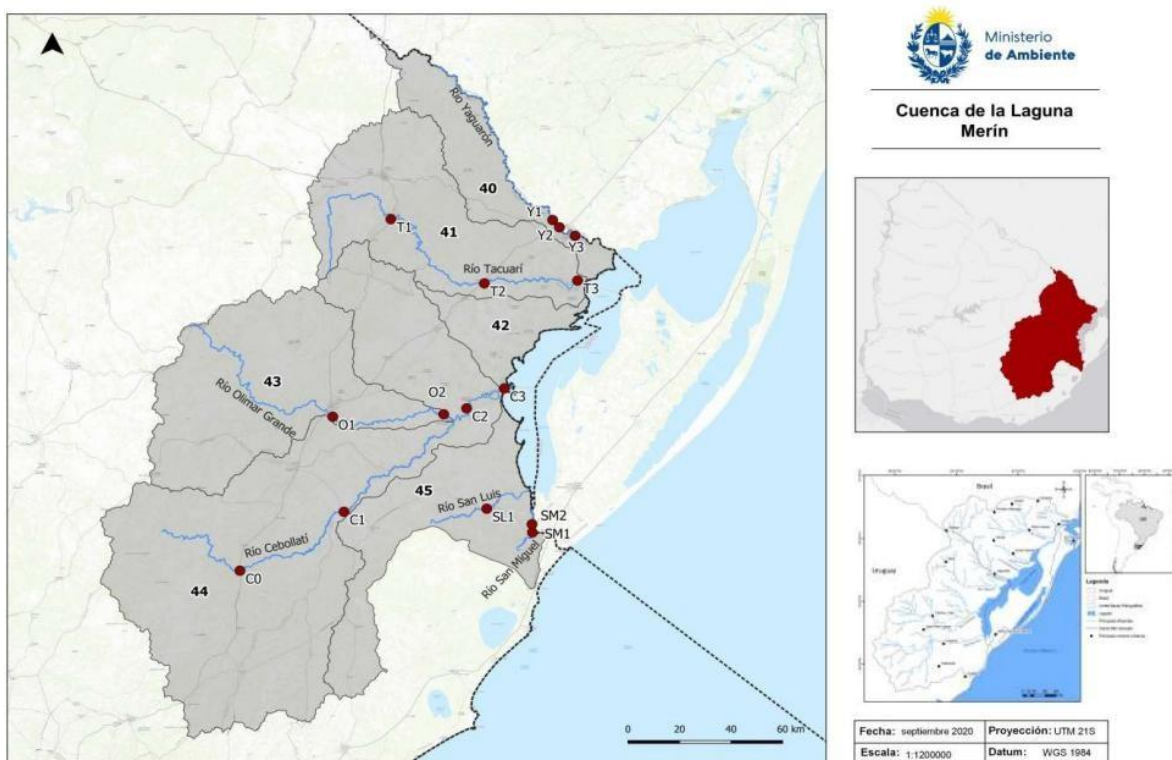 Río Yaguarón
40
Y1
Y2
Y3
T1
41
Río Tacuarí
T2
T3
42
43
Río Olimar Grande
O1
O2
C2
C3
45
Río San Luis
SL1
SM2
SM1
Río San Miguel
C1
Río Cebollatí
C0
44
0 20 40 60 km
Ministerio
de Ambiente
Cuenca de la Laguna
Merín
Brasil
Uruguay
Fecha: septiembre 2020
Proyección: UTM 21S
Escala: 1:1200000
Datum: WGS 1984